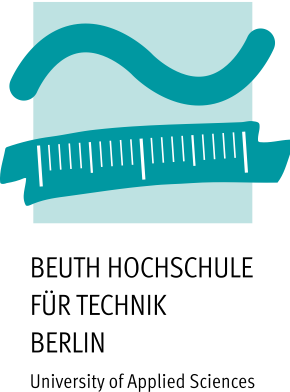 BEUTH HOCHSCHULE
FÜR TECHNIK
BERLIN
University of Applied Sciences